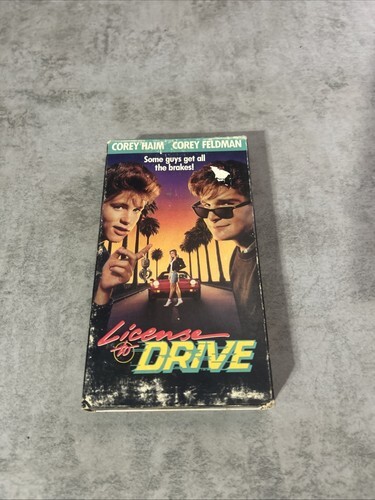 COREY HAIM COREY FELDMAN
Some guys get all
the brakes!
License
TO DRIVE